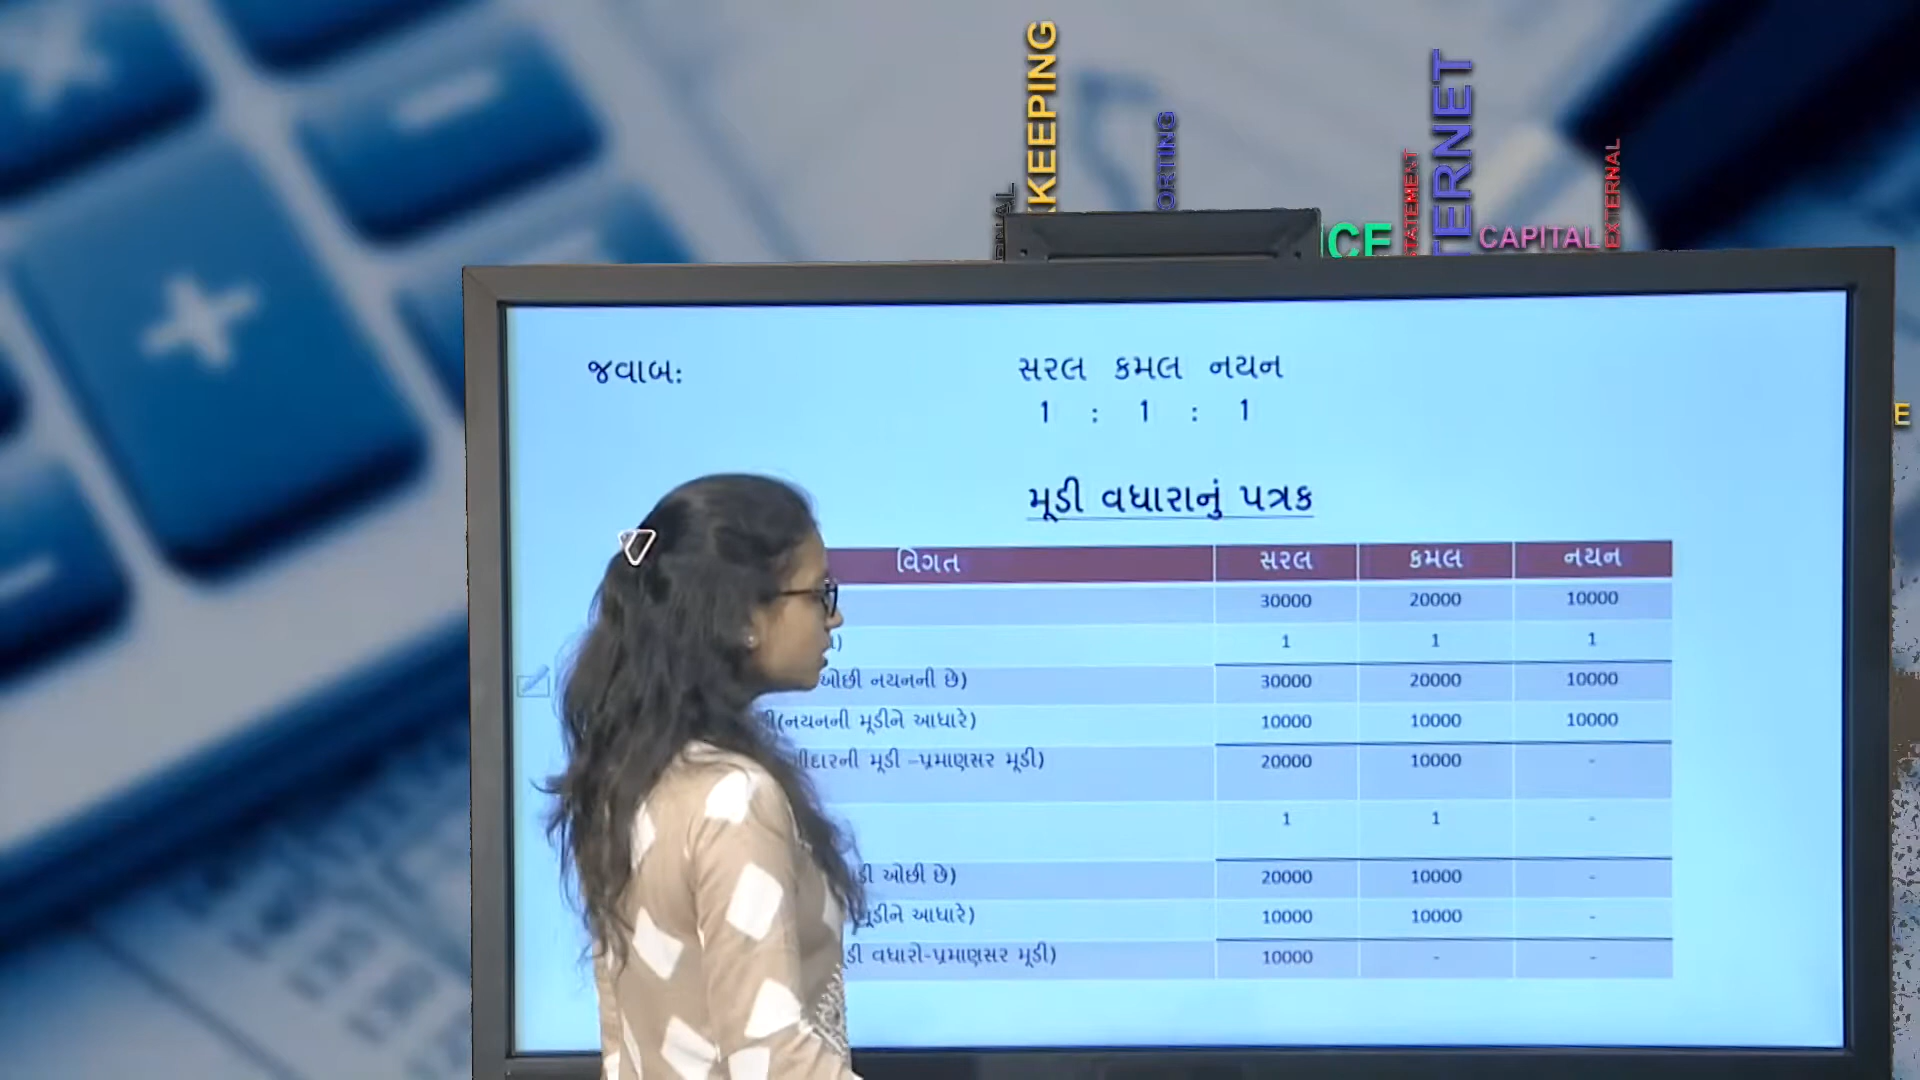 KEEPING
ORTING
CE
STATEMENT
TERNET
CAPITAL
EXTERNAL
E
જવાબ: સરલ કમલ નયન
1 : 1 : 1
મૂડી વધારાનું પત્રક
વિગત સરલ કમલ નયન
30000 20000 10000
1 1 1
ઓછી નયનની છે) 30000 20000 10000
(નયનની મૂડીને આધારે) 10000 10000 10000
મૂડી –પ્રમાણસર મૂડી) 20000 10000 -
1 1 -
ઓછી છે) 20000 10000 -
મૂડીને આધારે) 10000 10000 -
વધારો-પ્રમાણસર મૂડી) 10000 - -